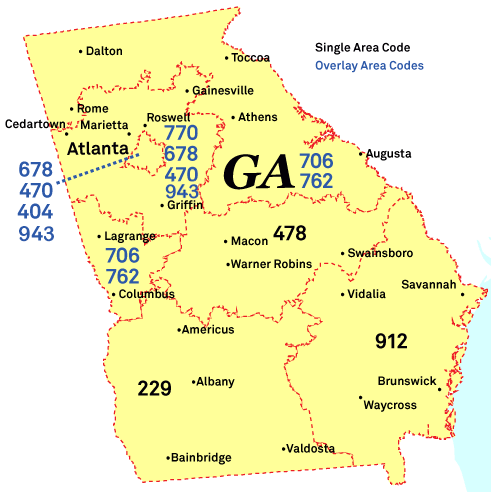 Single Area Code
Overlay Area Codes
Dalton
Toccoa
Gainesville
Rome
Cedartown
Marietta
Roswell
Athens
Atlanta
770
678
470
943
GA
706
762
Augusta
678
470
404
943
Griffin
Lagrange
706
762
Columbus
478
Macon
Warner Robins
Swainsboro
Savannah
Vidalia
Americus
912
229
Albany
Brunswick
Waycross
Valdosta
Bainbridge